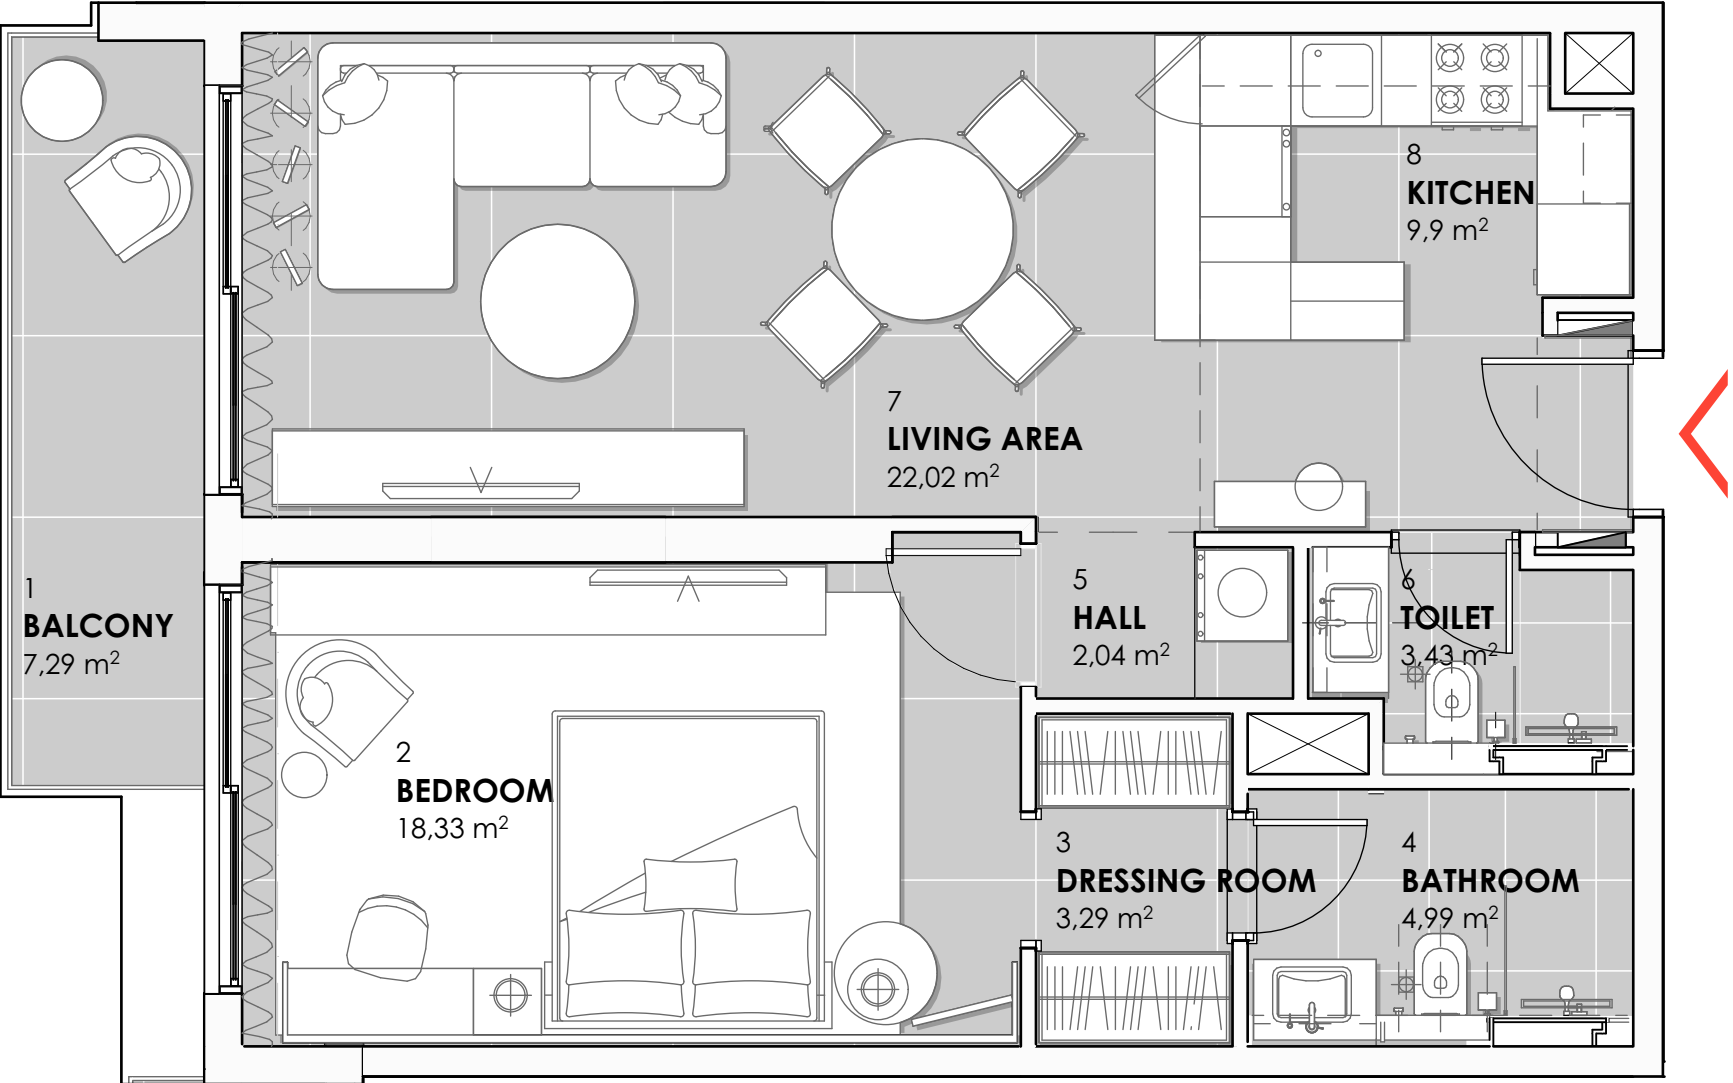 1
BALCONY
7,29 m²
2
BEDROOM
18,33 m²
3
DRESSING ROOM
3,29 m²
4
BATHROOM
4,99 m²
5
HALL
2,04 m²
6
TOILET
3,43 m²
7
LIVING AREA
22,02 m²
8
KITCHEN
9,9 m²